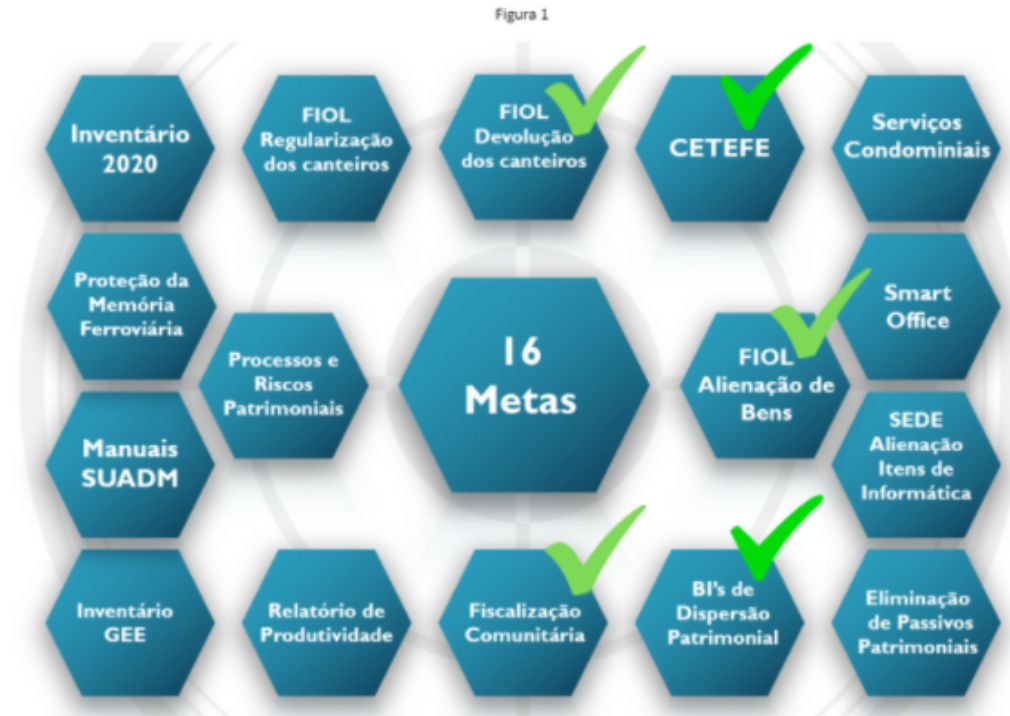 Figura 1
Inventário
2020
FIOL
Regularização
dos canteiros
FIOL
Devolução
dos canteiros
CETEFE
Serviços
Condominiais
Proteção da
Memória
Ferroviária
Processos e
Riscos
Patrimoniais
16
Metas
FIOL
Alienação de
Bens
Smart
Office
Manuais
SUADM
SEDE
Alienação
Itens de
Informática
Inventário
GEE
Relatório de
Produtividade
Fiscalização
Comunitária
BI's de
Dispersão
Patrimonial
Eliminação
de Passivos
Patrimoniais